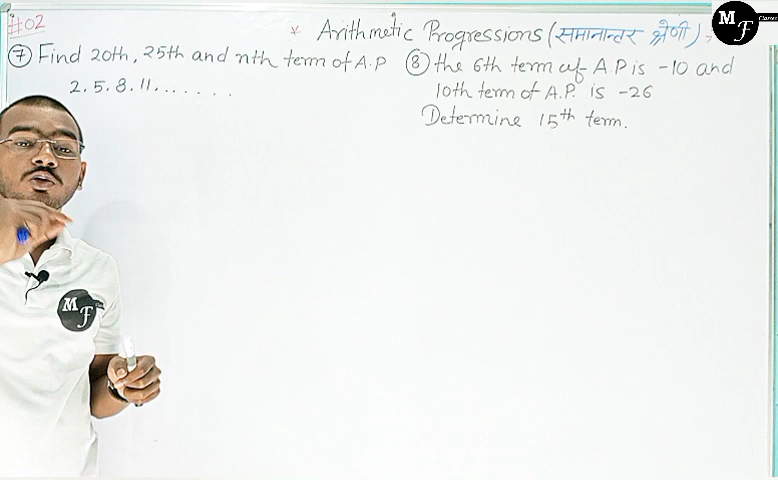 #02
* Arithmetic Progressions (समानान्तर श्रेणी) :-
⑦ Find 20th, 25th and nth term of A.P
2. 5. 8. 11. . . . . . .
⑧ the 6th term of A.P is -10 and
10th term of A.P. is -26
Determine 15th term.
M F Classes
M F